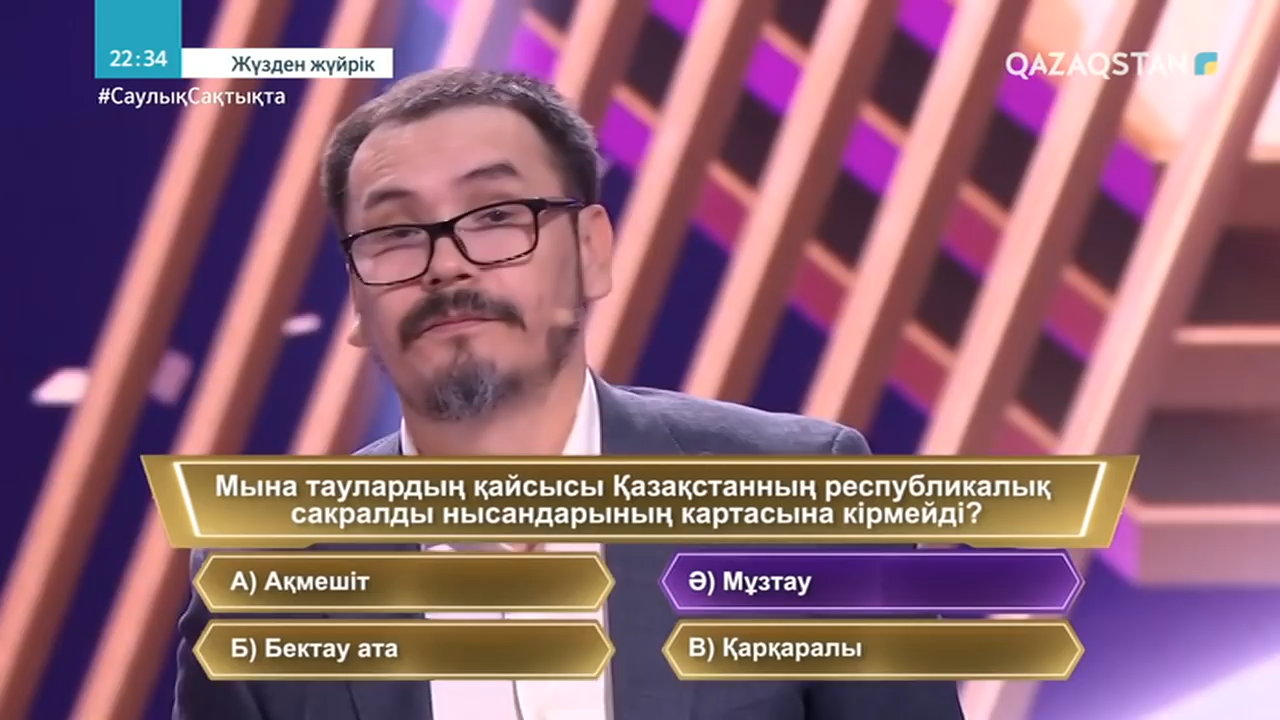 22:34
Жүзден жүйрік
#СаулықСақтықта
QAZAQSTAN
Мына таулардың қайсысы Қазақстанның республикалық
сакралды нысандарының картасына кірмейді?
А) Ақмешіт
Ә) Мұзтау
Б) Бектау ата
В) Қарқаралы